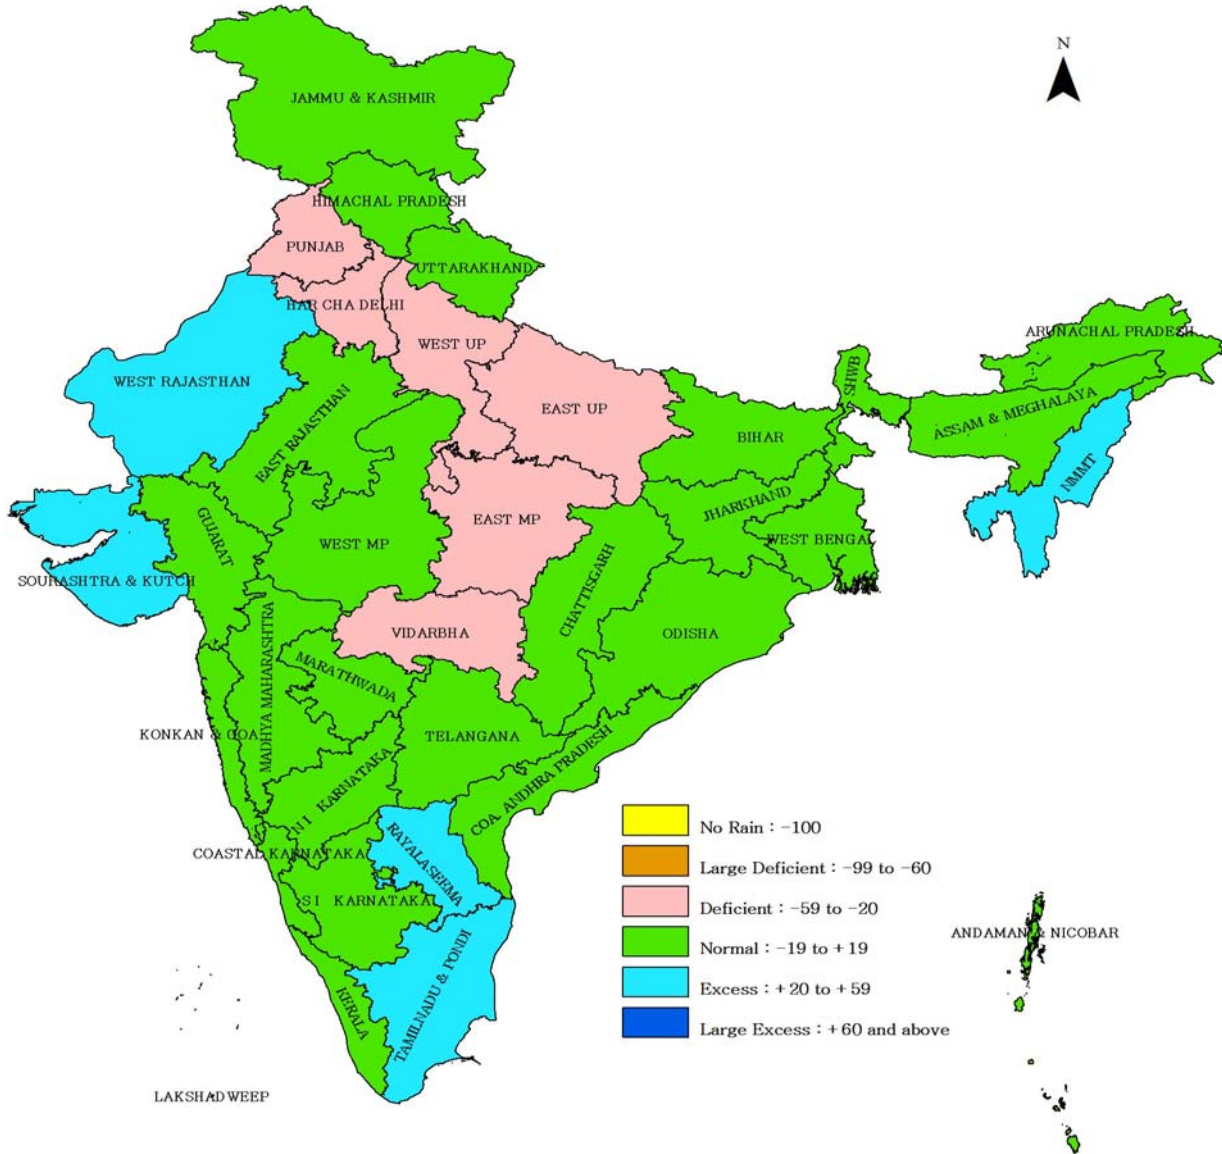 N
JAMMU & KASHMIR
HIMACHAL PRADESH
PUNJAB
UTTARAKHAND
HAR CHA DELHI
WEST UP
ARUNACHAL PRADESH
WEST RAJASTHAN
SHWB
EAST UP
ASSAM & MEGHALAYA
EAST RAJASTHAN
BIHAR
NMMT
JHARKHAND
EAST MP
GUJARAT
WEST MP
WEST BENGAL
SOURASHTRA & KUTCH
CHATTISGARH
VIDARBHA
ODISHA
MADHYA MAHARASHTRA
MARATHWADA
KONKAN & GOA
TELANGANA
COA. ANDHRA PRADESH
N I KARNATAKA
COASTAL KARNATAKA
RAYALASEEMA
S I KARNATAKA
TAMILNADU & PONDI
KERALA
LAKSHADWEEP
ANDAMAN & NICOBAR
No Rain : -100
Large Deficient : -99 to -60
Deficient : -59 to -20
Normal : -19 to +19
Excess : +20 to +59
Large Excess : +60 and above